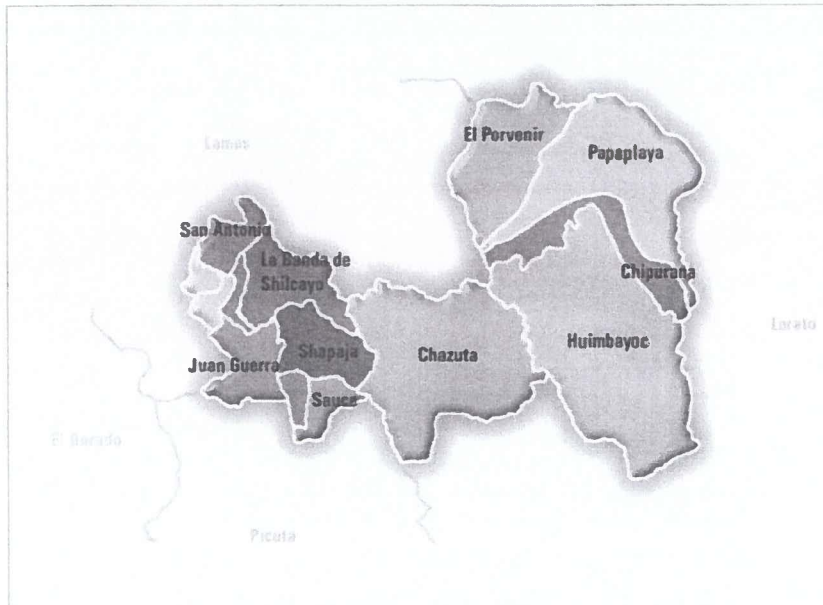 El Porvenir
Papaplaya
Lamas
San Antonio
La Banda de
Shilcayo
Chipurana
Loreto
Huimbayoc
Chazuta
Shapaja
Juan Guerra
Sauce
El Dorado
Picota